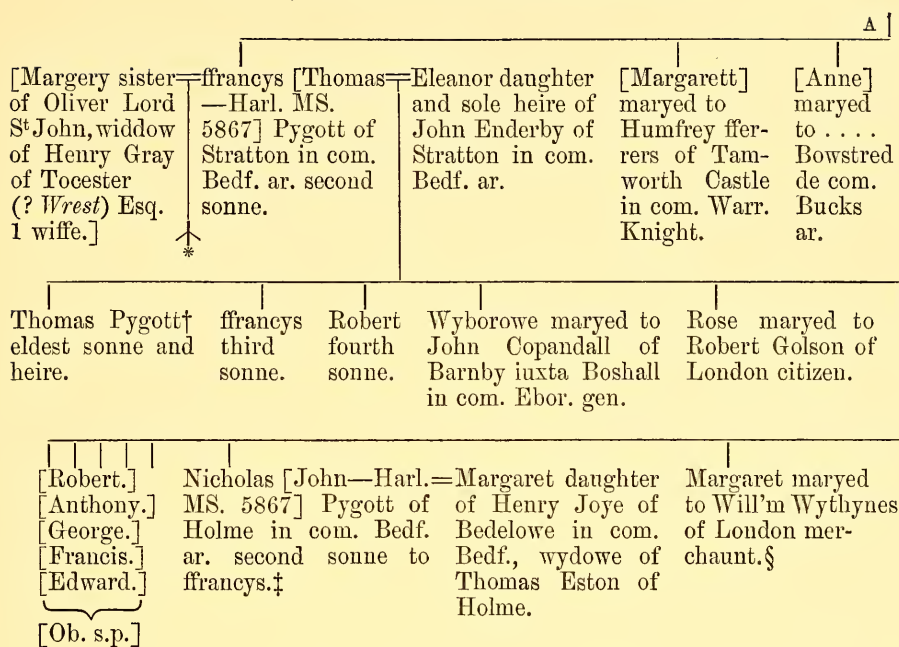 A
[Margery sister
of Oliver Lord
St John, widdow
of Henry Gray
of Tocester
(? Wrest) Esq.
1 wiffe.]
=ffrancys [Thomas=
—Harl. MS.
5867] Pygott of
Stratton in com.
Bedf. ar. second
sonne.
*
Eleanor daughter
and sole heire of
John Enderby of
Stratton in com.
Bedf. ar.
[Margarett]
maryed to
Humfrey ffer-
rers of Tam-
worth Castle
in com. Warr.
Knight.
[Anne]
maryed
to . . . .
Bowstred
de com.
Bucks
ar.
Thomas Pygott†
eldest sonne and
heire.
ffrancys
third
sonne.
Robert
fourth
sonne.
Wyborowe maryed to
John Copandall of
Barnby iuxta Boshall
in com. Ebor. gen.
Rose maryed to
Robert Golson of
London citizen.
[Robert.]
[Anthony.]
[George.]
[Francis.]
[Edward.]
[Ob. s.p.]
Nicholas [John—Harl.=
MS. 5867] Pygott of
Holme in com. Bedf.
ar. second sonne to
ffrancys.‡
Margaret daughter
of Henry Joye of
Bedelowe in com.
Bedf., wydowe of
Thomas Eston of
Holme.
Margaret maryed
to Will'm Wythynes
of London mer-
chaunt.§